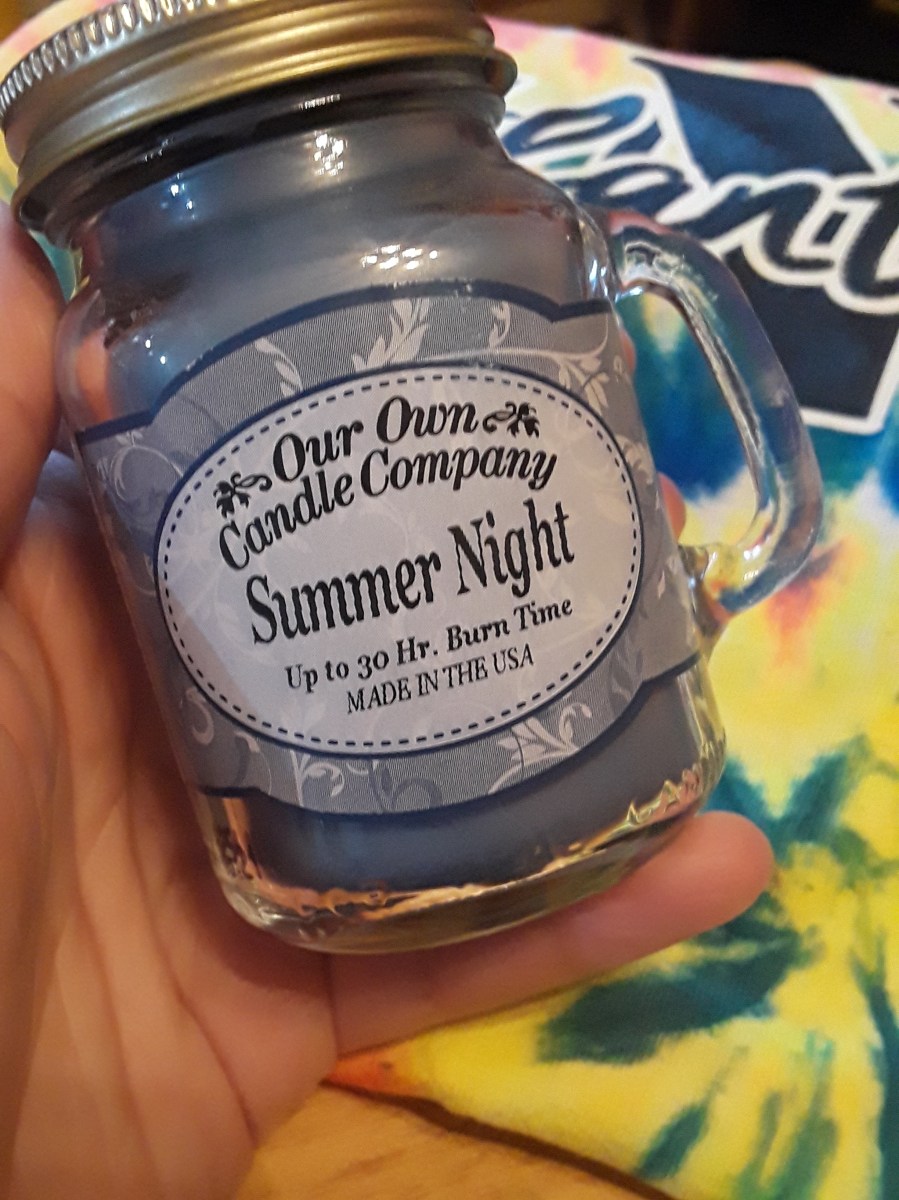 Our Own
Candle Company
Summer Night
Up to 30 Hr. Burn Time
MADE IN THE USA